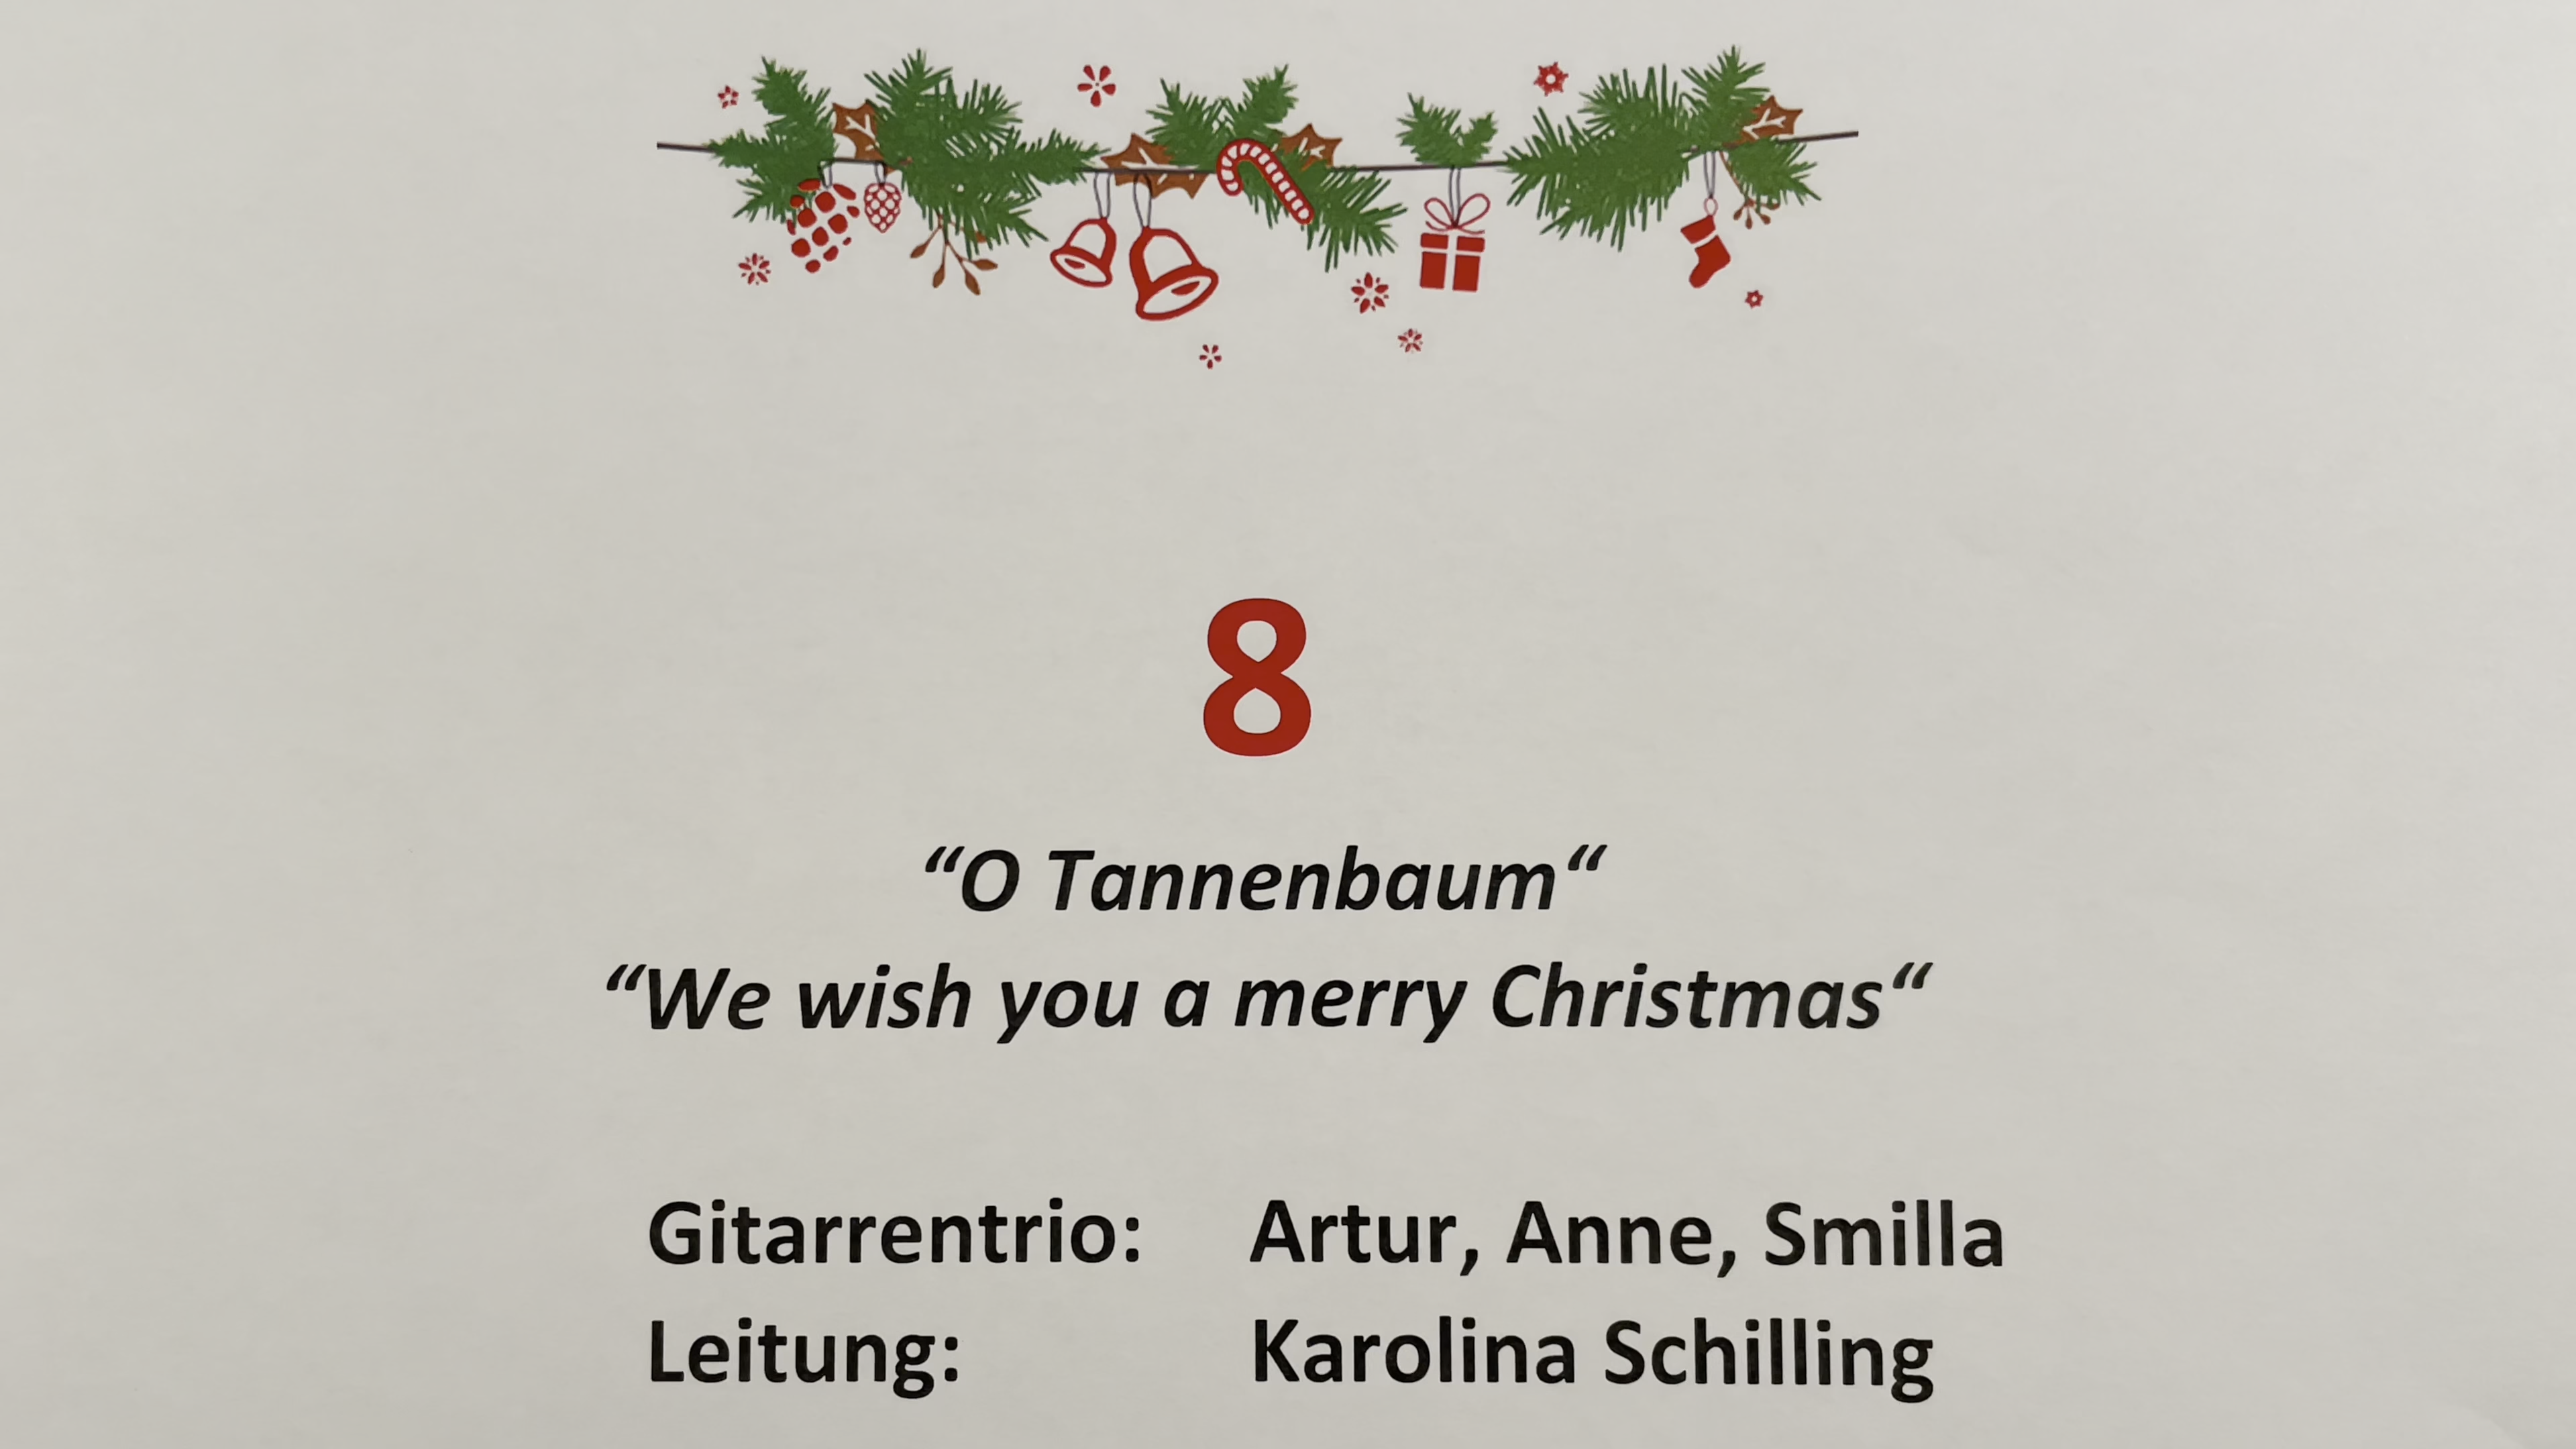 8
“O Tannenbaum“
“We wish you a merry Christmas“
Gitarrentrio: Artur, Anne, Smilla
Leitung: Karolina Schilling